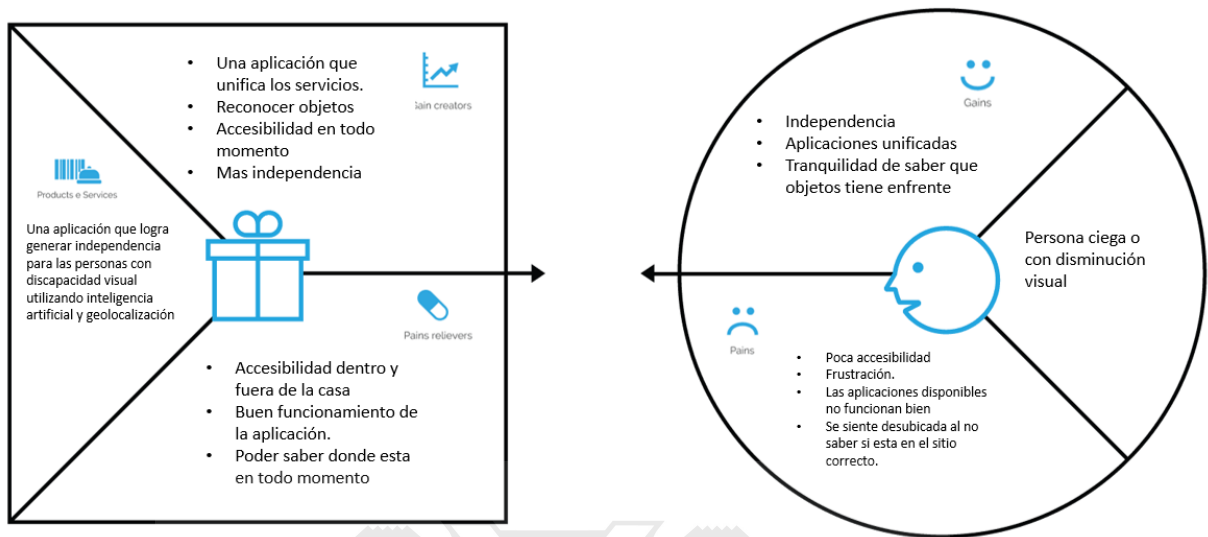 • Una aplicación que
unifica los servicios.
• Reconocer objetos
• Accesibilidad en todo
momento
• Mas independencia
ain creators
Products e Services
Una aplicación que logra
generar independencia
para las personas con
discapacidad visual
utilizando inteligencia
artificial y geolocalización
Pains relievers
• Accesibilidad dentro y
fuera de la casa
• Buen funcionamiento de
la aplicación.
• Poder saber donde esta
en todo momento
Gains
• Independencia
• Aplicaciones unificadas
• Tranquilidad de saber que
objetos tiene enfrente
Persona ciega o
con disminución
visual
Pains
• Poca accesibilidad
• Frustración.
• Las aplicaciones disponibles
no funcionan bien
• Se siente desubicada al no
saber si esta en el sitio
correcto.